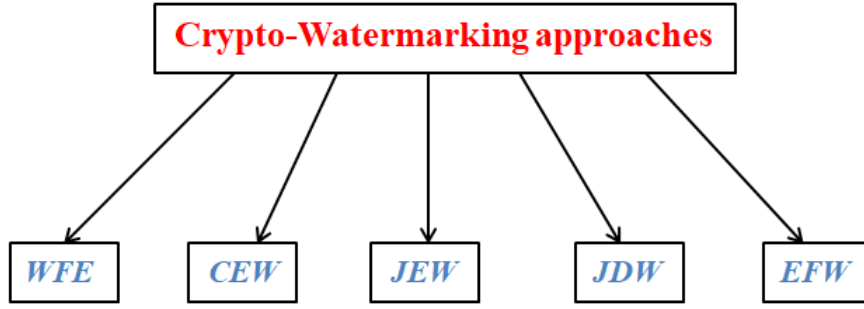 Crypto-Watermarking approaches
WFE
CEW
JEW
JDW
EFW